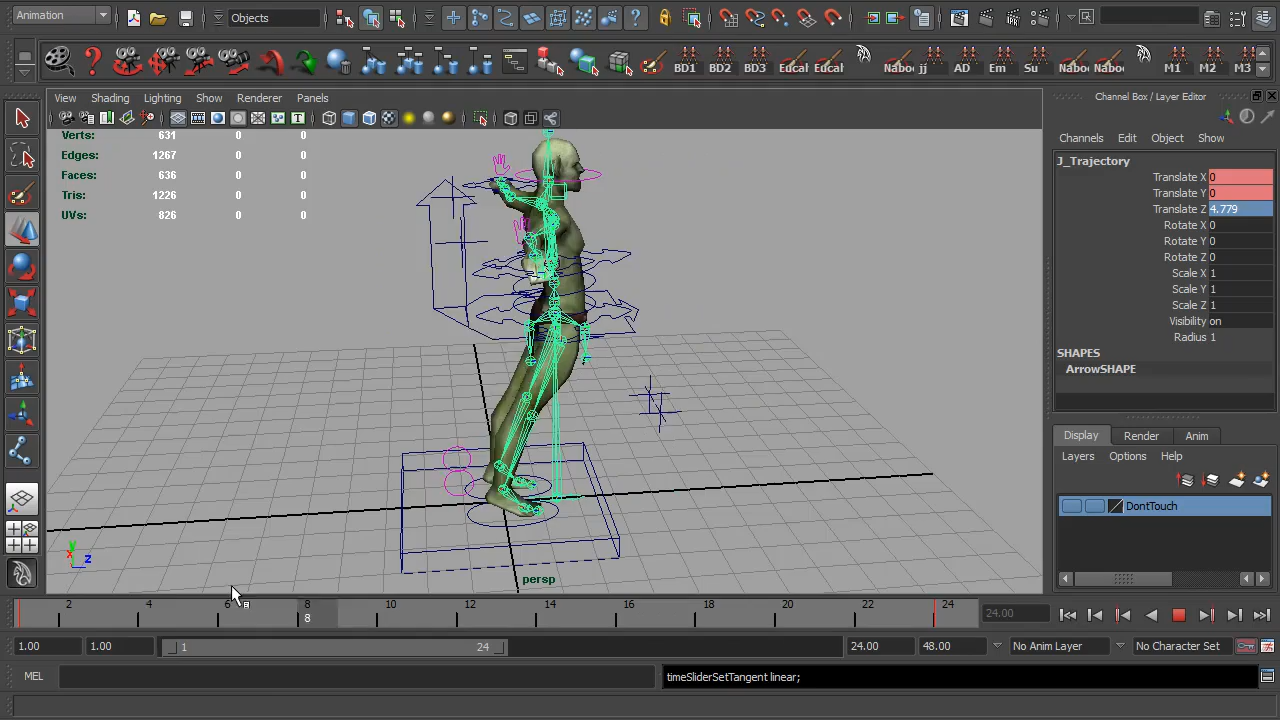 Animation
Objects
BD1 BD2 BD3 Eucal Eucal Naboo jj AD Em Su Naboo Naboo M1 M2 M3
View Shading Lighting Show Renderer Panels
Verts: 631 0 0
Edges: 1267 0 0
Faces: 636 0 0
Tris: 1226 0 0
UVs: 826 0 0
persp
Y
X
Z
Channel Box / Layer Editor
Channels Edit Object Show
J_Trajectory
Translate X 0
Translate Y 0
Translate Z 4.779
Rotate X 0
Rotate Y 0
Rotate Z 0
Scale X 1
Scale Y 1
Scale Z 1
Visibility on
Radius 1
SHAPES
ArrowSHAPE
Display Render Anim
Layers Options Help
DontTouch
2 4 6 8 10 12 14 16 18 20 22 24
8
24.00
1.00 1.00 1 24 24.00 48.00 No Anim Layer No Character Set
MEL timeSliderSetTangent linear;